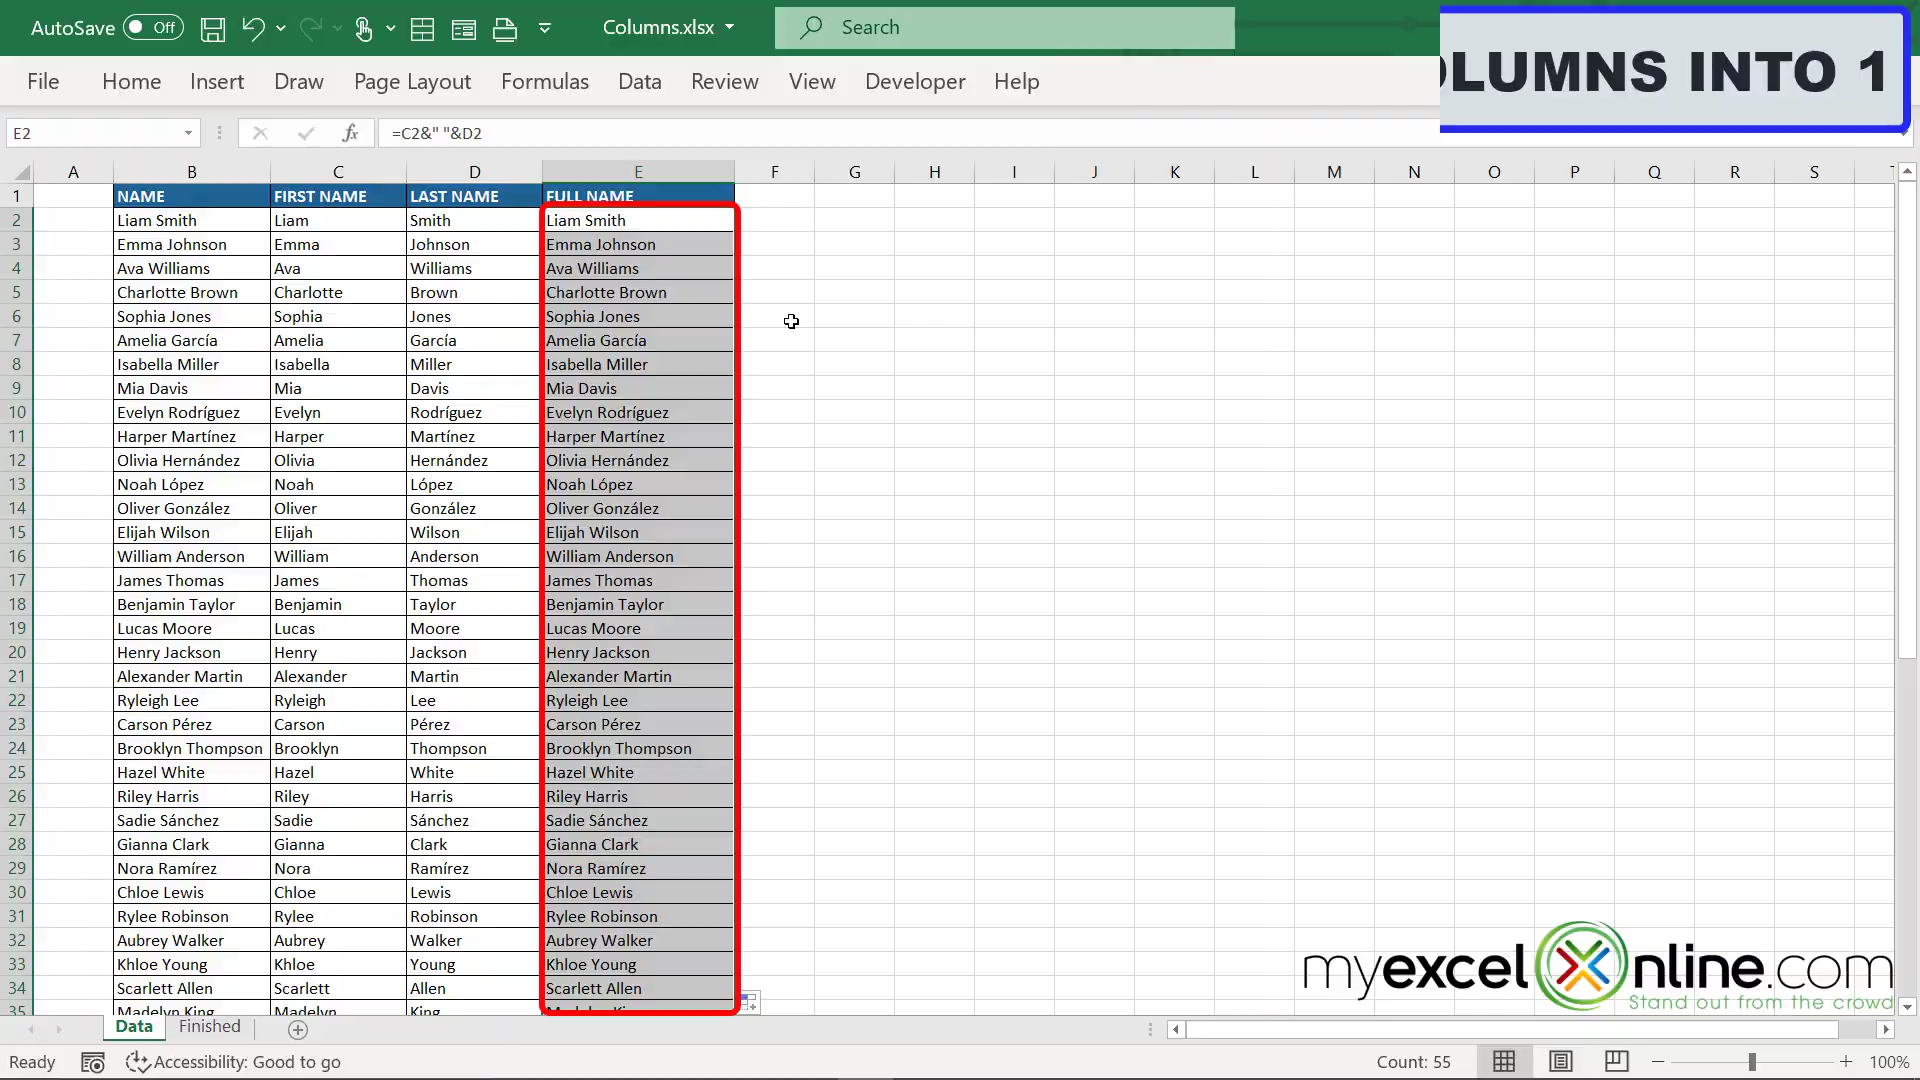 AutoSave Off Columns.xlsx Search
OLUMNS INTO 1
File Home Insert Draw Page Layout Formulas Data Review View Developer Help
E2 fx =C2&" "&D2
A B C D E F G H I J K L M N O P Q R S
1 NAME FIRST NAME LAST NAME FULL NAME
2 Liam Smith Liam Smith Liam Smith
3 Emma Johnson Emma Johnson Emma Johnson
4 Ava Williams Ava Williams Ava Williams
5 Charlotte Brown Charlotte Brown Charlotte Brown
6 Sophia Jones Sophia Jones Sophia Jones
7 Amelia García Amelia García Amelia García
8 Isabella Miller Isabella Miller Isabella Miller
9 Mia Davis Mia Davis Mia Davis
10 Evelyn Rodríguez Evelyn Rodríguez Evelyn Rodríguez
11 Harper Martínez Harper Martínez Harper Martínez
12 Olivia Hernández Olivia Hernández Olivia Hernández
13 Noah López Noah López Noah López
14 Oliver González Oliver González Oliver González
15 Elijah Wilson Elijah Wilson Elijah Wilson
16 William Anderson William Anderson William Anderson
17 James Thomas James Thomas James Thomas
18 Benjamin Taylor Benjamin Taylor Benjamin Taylor
19 Lucas Moore Lucas Moore Lucas Moore
20 Henry Jackson Henry Jackson Henry Jackson
21 Alexander Martin Alexander Martin Alexander Martin
22 Ryleigh Lee Ryleigh Lee Ryleigh Lee
23 Carson Pérez Carson Pérez Carson Pérez
24 Brooklyn Thompson Brooklyn Thompson Brooklyn Thompson
25 Hazel White Hazel White Hazel White
26 Riley Harris Riley Harris Riley Harris
27 Sadie Sánchez Sadie Sánchez Sadie Sánchez
28 Gianna Clark Gianna Clark Gianna Clark
29 Nora Ramírez Nora Ramírez Nora Ramírez
30 Chloe Lewis Chloe Lewis Chloe Lewis
31 Rylee Robinson Rylee Robinson Rylee Robinson
32 Aubrey Walker Aubrey Walker Aubrey Walker
33 Khloe Young Khloe Young Khloe Young
34 Scarlett Allen Scarlett Allen Scarlett Allen
35 Madelyn King Madelyn King Madelyn King
myexcelOnline.com
Stand out from the crowd
Data Finished
Ready Accessibility: Good to go Count: 55 100%